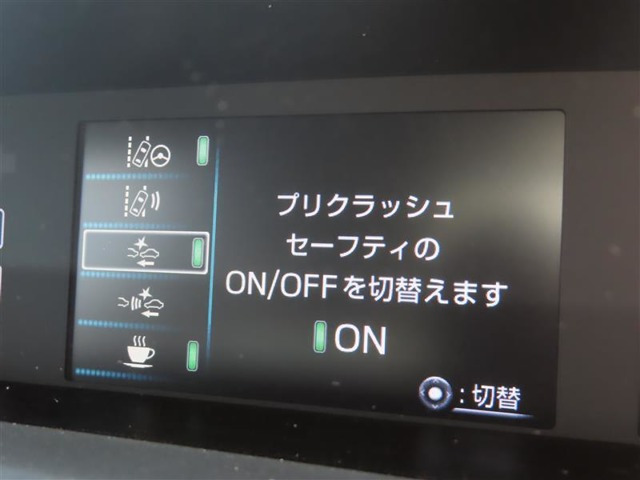 プリクラッシュ
セーフティの
ON/OFFを切替えます
ON
:切替